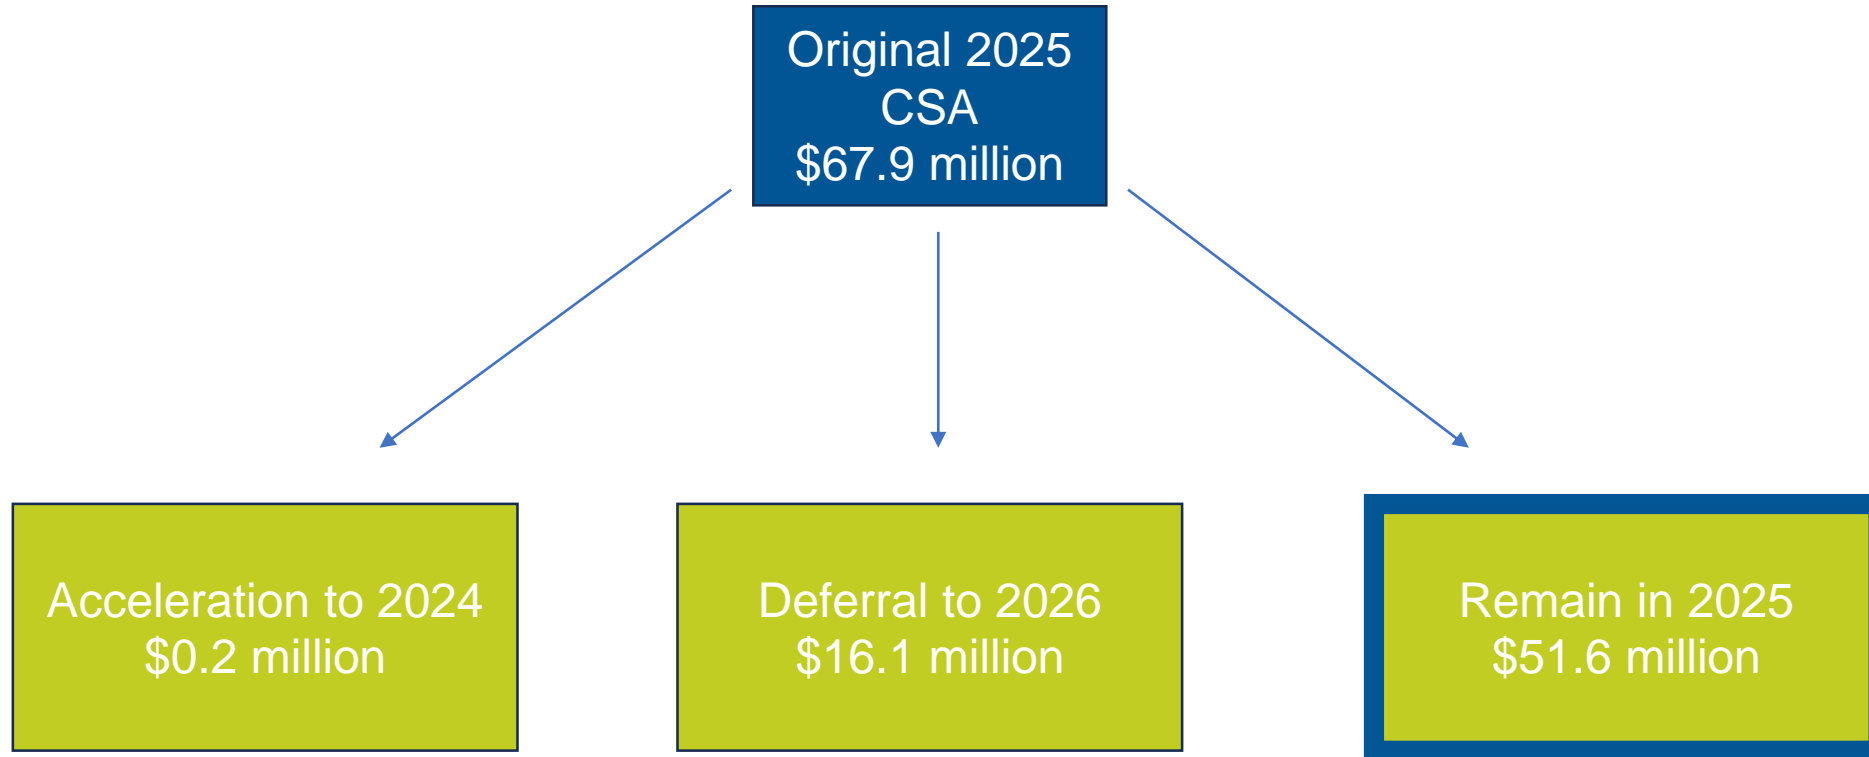 Original 2025
CSA
$67.9 million
Acceleration to 2024
$0.2 million
Deferral to 2026
$16.1 million
Remain in 2025
$51.6 million